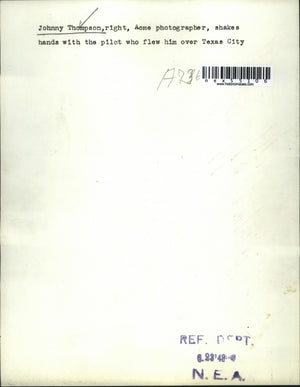 Johnny Thompson,right, Acme photographer, shakes
hands with the pilot who flew him over Texas City
REF. DEPT.
N. E. A.